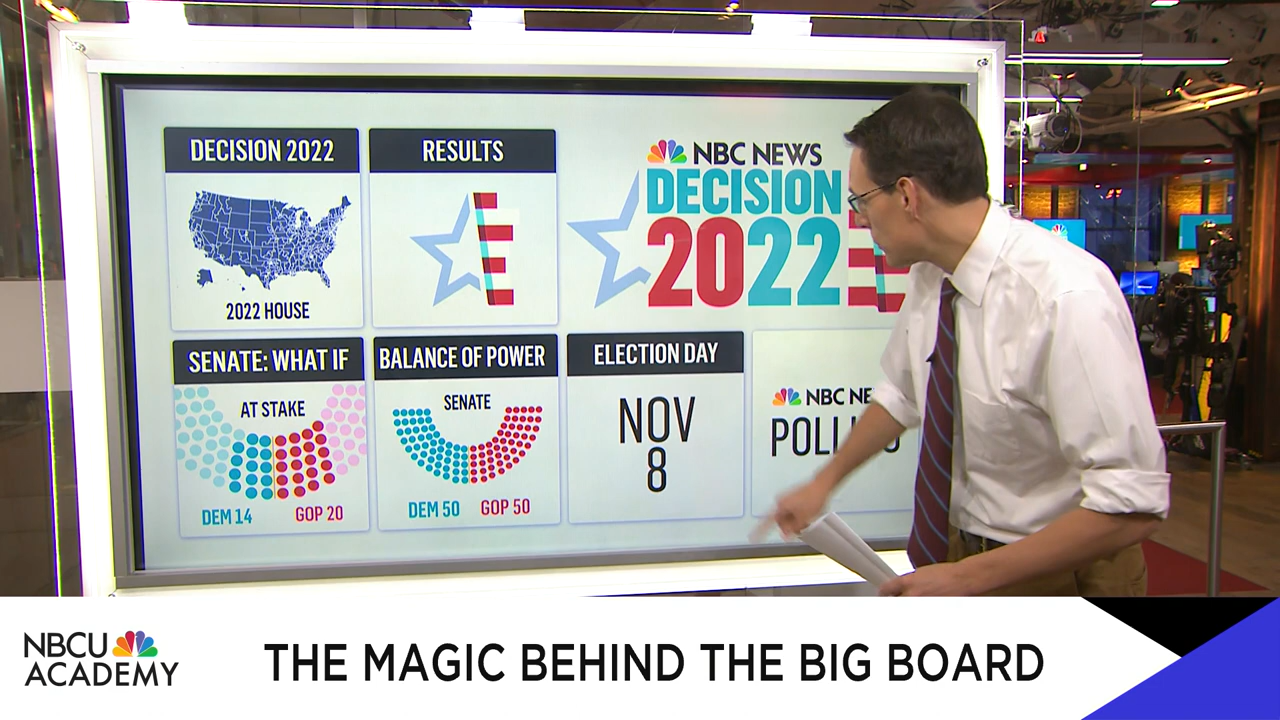 DECISION 2022
2022 HOUSE
RESULTS
NBC NEWS
DECISION
2022
SENATE: WHAT IF
AT STAKE
DEM 14
GOP 20
BALANCE OF POWER
SENATE
DEM 50
GOP 50
ELECTION DAY
NOV
8
NBC
NBCU
ACADEMY
THE MAGIC BEHIND THE BIG BOARD